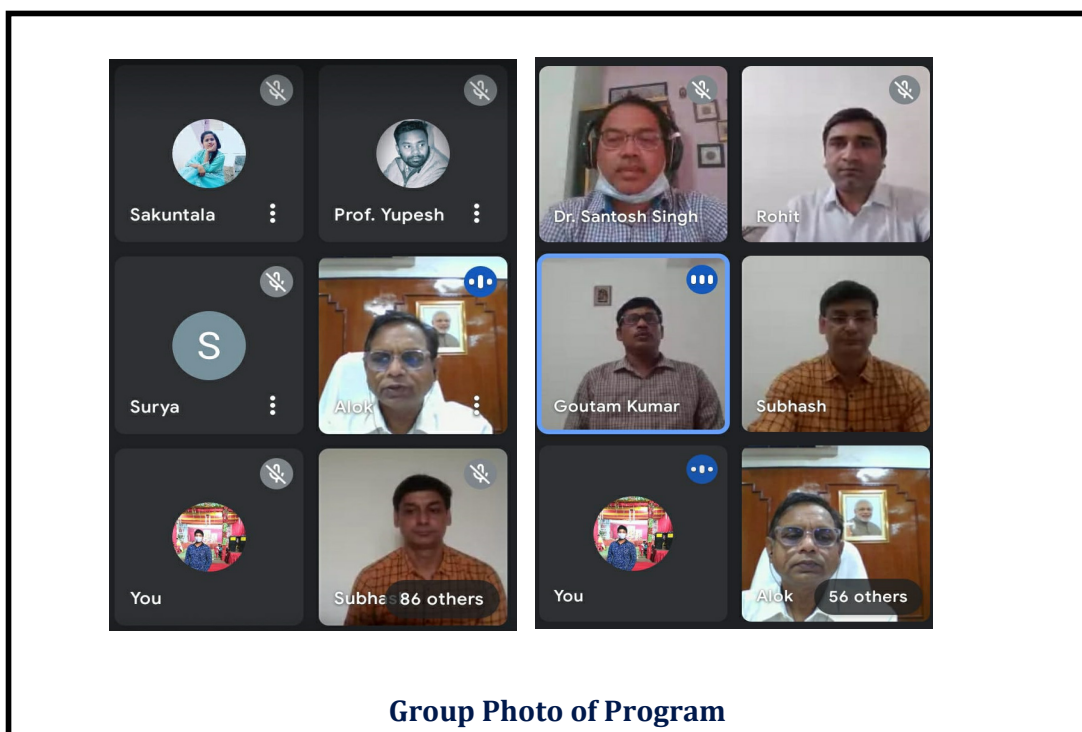 Sakuntala
Prof. Yupesh
S
Surya
Alok
You
Subhas
86 others
Dr. Santosh Singh
Rohit
Goutam Kumar
Subhash
You
Alok
56 others
Group Photo of Program